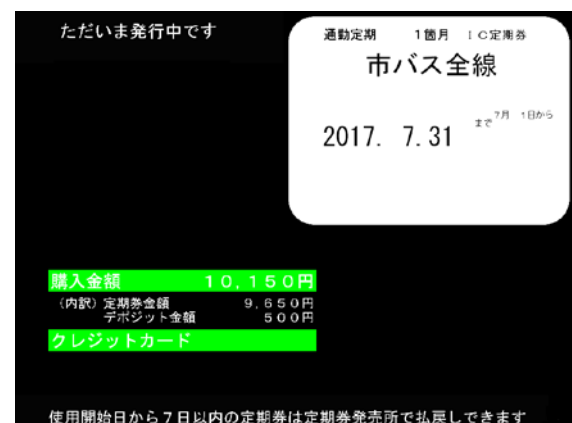 ただいま発行中です
通勤定期 1箇月 IC定期券
市バス全線
7月 1日から
2017. 7.31 まで
購入金額 10,150円
(内訳) 定期券金額 9,650円
デポジット金額 500円
クレジットカード
使用開始日から7日以内の定期券は定期券発売所で払戻しできます